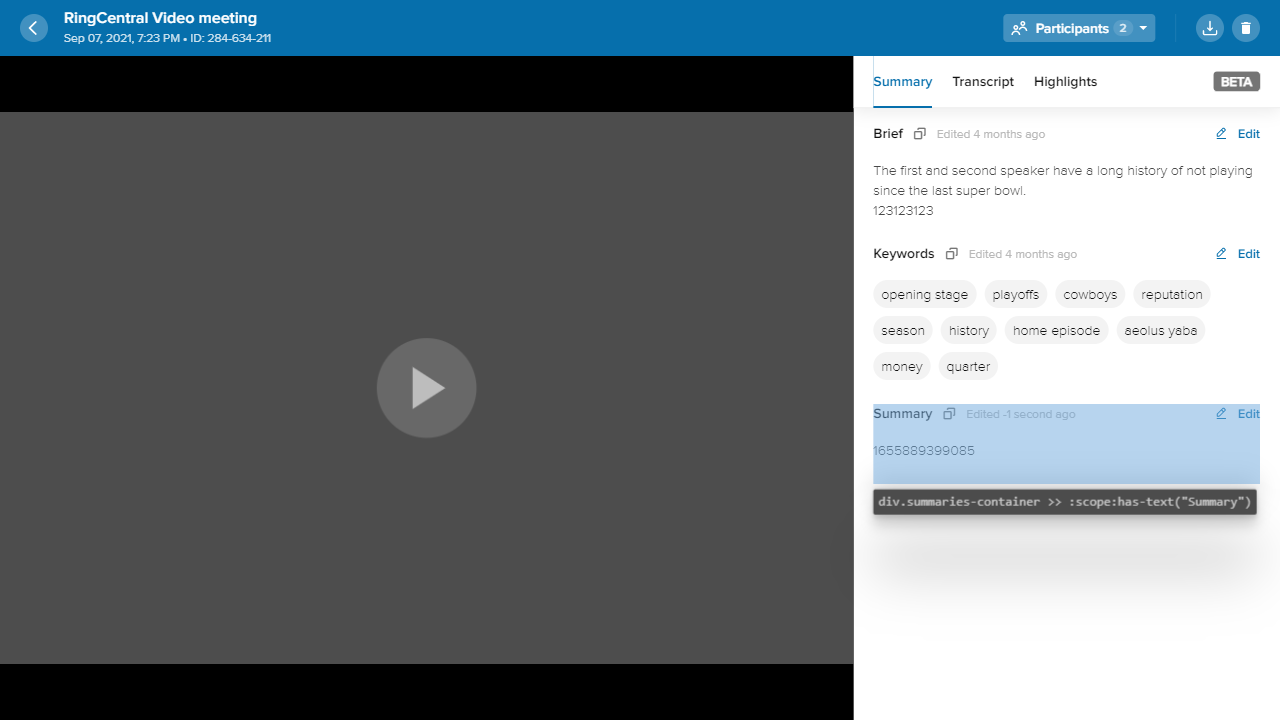 RingCentral Video meeting
Sep 07, 2021, 7:23 PM • ID: 284-634-211
Participants 2
Summary Transcript Highlights BETA
Brief Edited 4 months ago Edit
The first and second speaker have a long history of not playing
since the last super bowl.
123123123
Keywords Edited 4 months ago Edit
opening stage playoffs cowboys reputation
season history home episode aeolus yaba
money quarter
Summary Edited -1 second ago Edit
1655889399085
div.summaries-container >> :scope:has-text("Summary")